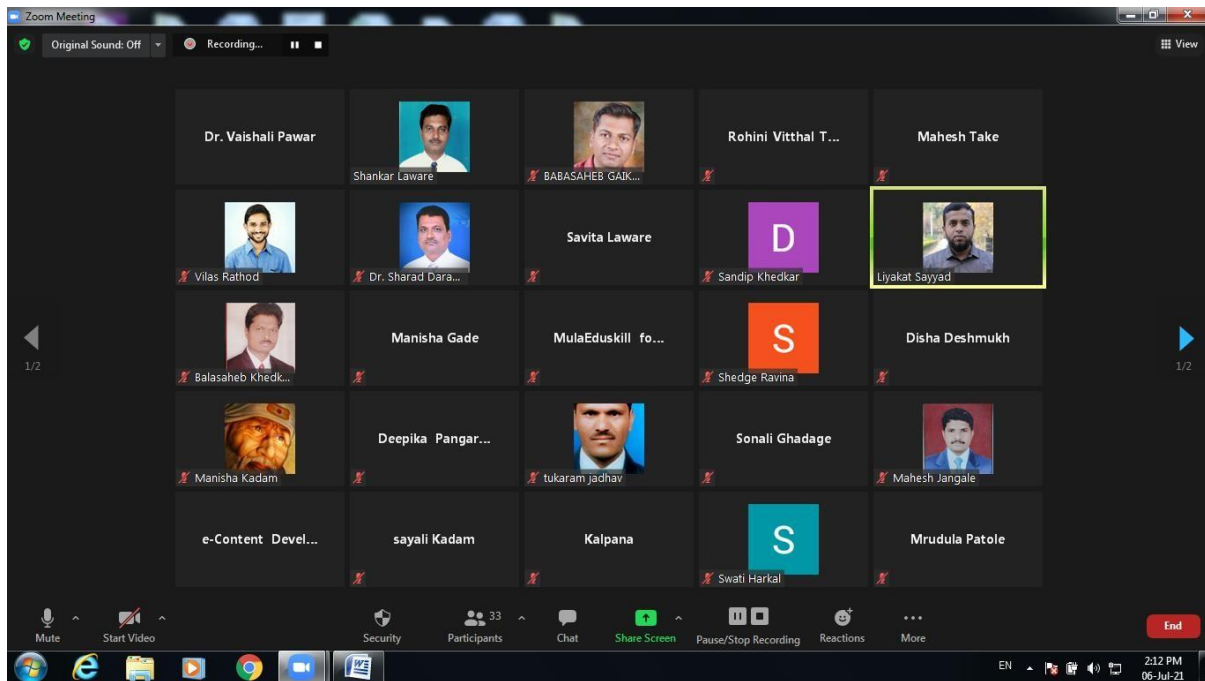 Zoom Meeting
Original Sound: Off
Recording...
View
Dr. Vaishali Pawar
Shankar Laware
BABASAHEB GAIK...
Rohini Vitthal T...
Mahesh Take
Vilas Rathod
Dr. Sharad Dara...
Savita Laware
D
Sandip Khedkar
Liyakat Sayyad
Balasaheb Khedk...
Manisha Gade
MulaEduskill fo...
S
Shedge Ravina
Disha Deshmukh
Manisha Kadam
Deepika Pangar...
tukaram jadhav
Sonali Ghadage
Mahesh Jangale
e-Content Devel...
sayali Kadam
Kalpana
S
Swati Harkal
Mrudula Patole
1/2
1/2
Mute
Start Video
Security
33
Participants
Chat
Share Screen
Pause/Stop Recording
Reactions
More
End
EN
2:12 PM
06-Jul-21